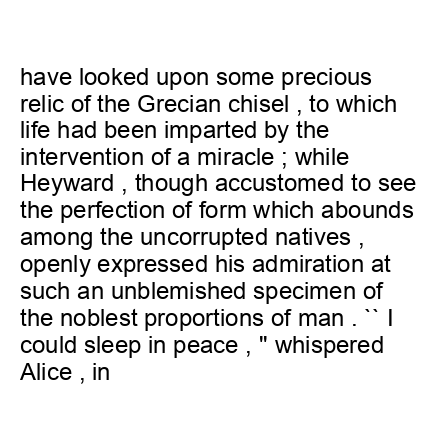 have looked upon some precious
relic of the Grecian chisel , to which
life had been imparted by the
intervention of a miracle ; while
Heyward , though accustomed to see
the perfection of form which abounds
among the uncorrupted natives ,
openly expressed his admiration at
such an unblemished specimen of
the noblest proportions of man . `` I
could sleep in peace , " whispered
Alice , in